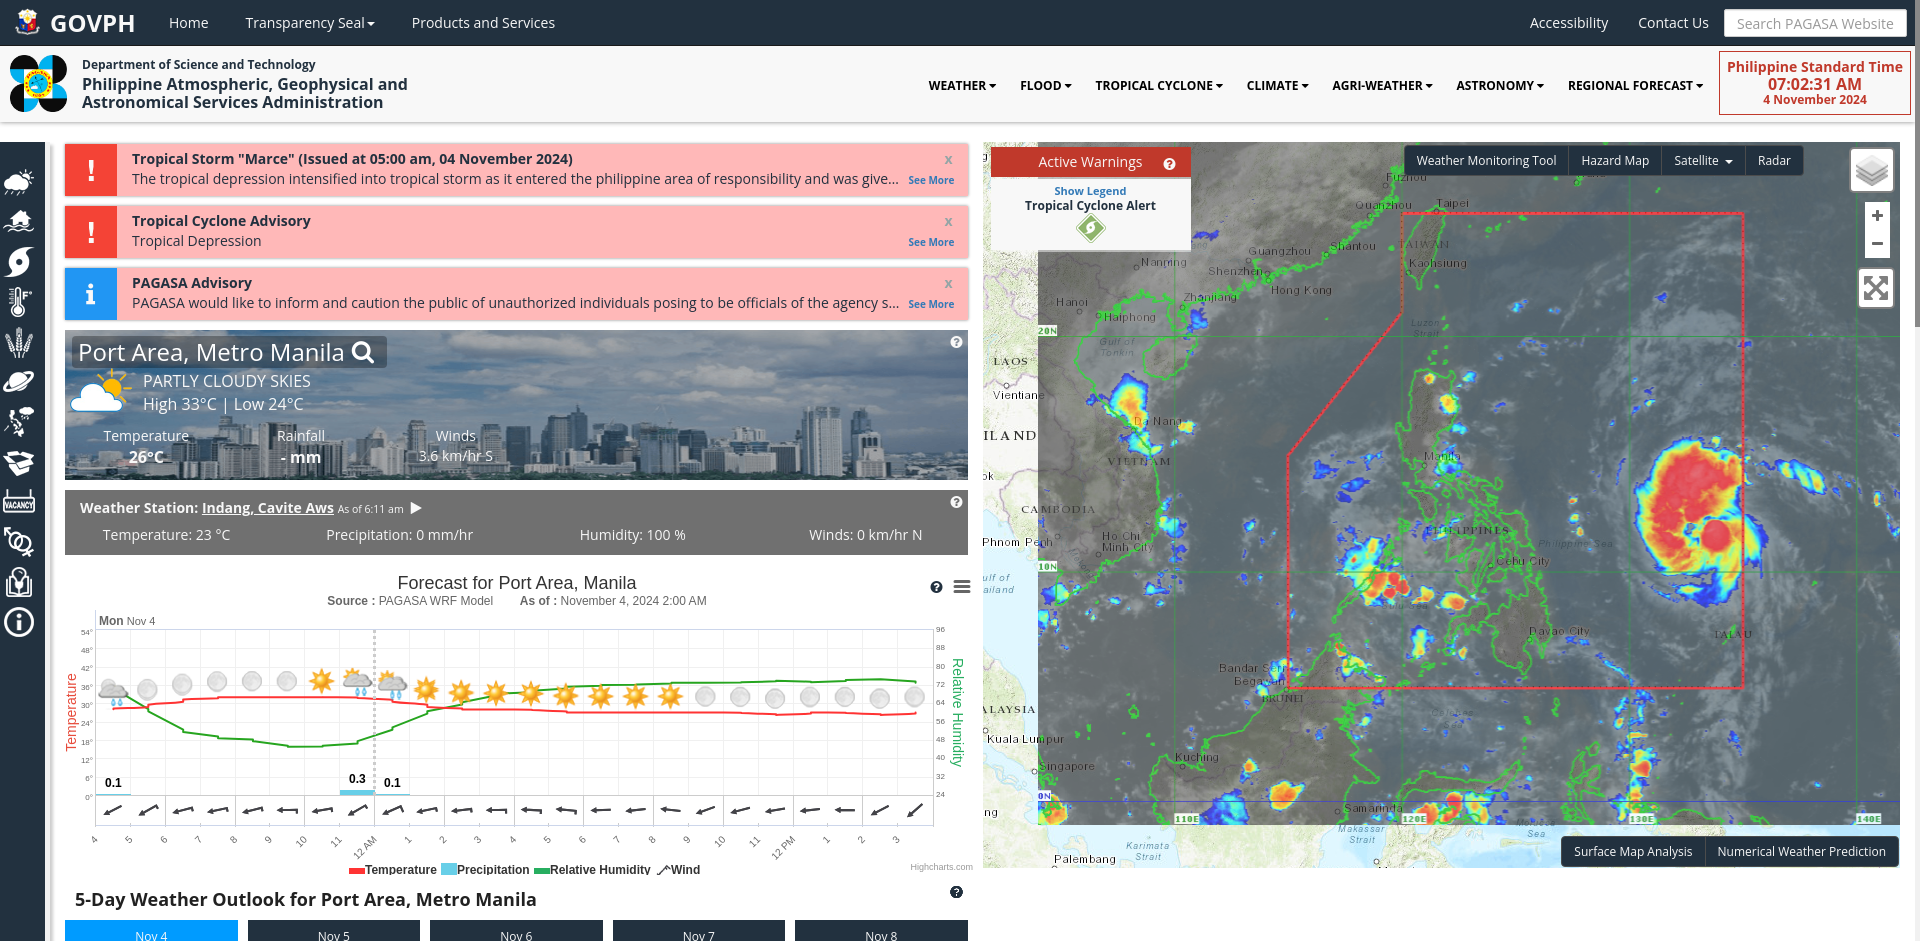 GOVPH
Home
Transparency Seal
Products and Services
Accessibility
Contact Us
Search PAGASA Website
Department of Science and Technology
Philippine Atmospheric, Geophysical and
Astronomical Services Administration
WEATHER
FLOOD
TROPICAL CYCLONE
CLIMATE
AGRI-WEATHER
ASTRONOMY
REGIONAL FORECAST
Philippine Standard Time
07:02:31 AM
4 November 2024
Tropical Storm "Marce" (Issued at 05:00 am, 04 November 2024)
x
The tropical depression intensified into tropical storm as it entered the philippine area of responsibility and was give...
See More
Tropical Cyclone Advisory
x
Tropical Depression
See More
PAGASA Advisory
x
PAGASA would like to inform and caution the public of unauthorized individuals posing to be officials of the agency s...
See More
VACANCY
Port Area, Metro Manila
PARTLY CLOUDY SKIES
High 33°C | Low 24°C
Temperature
Rainfall
Winds
26°C
- mm
3.6 km/hr S
Weather Station: Indang, Cavite Aws As of 6:11 am
Temperature: 23 °C
Precipitation: 0 mm/hr
Humidity: 100 %
Winds: 0 km/hr N
Forecast for Port Area, Manila
Source : PAGASA WRF Model
As of : November 4, 2024 2:00 AM
Mon Nov 4
54°
48°
42°
36°
30°
24°
18°
12°
6°
0°
Temperature
96
88
80
72
64
56
48
40
32
24
Relative Humidity
0.1
0.3
0.1
4
5
6
7
8
9
10
11
12 AM
1
2
3
4
5
6
7
8
9
10
11
12 PM
1
2
3
Temperature
Precipitation
Relative Humidity
Wind
Highcharts.com
5-Day Weather Outlook for Port Area, Metro Manila
Nov 4
Nov 5
Nov 6
Nov 7
Nov 8
Active Warnings
Show Legend
Tropical Cyclone Alert
Weather Monitoring Tool
Hazard Map
Satellite
Radar
+
−
Fuzhou
Quanzhou
Taipei
Guangzhou
Shantou
TAIWAN
Nanning
Shenzhen
Kaohsiung
Zhanjiang
Hong Kong
Hanoi
Haiphong
20N
Luzon
Strait
Gulf of
Tonkin
LAOS
Vientiane
Da Nang
ILAND
VIETNAM
Manila
ok
CAMBODIA
PHILIPPINES
Phnom Penh
Ho Chi
Minh City
Philippine Sea
10N
Cebu City
ulf of
ailand
Sulu Sea
Davao City
PALAU
Bandar Seri
Begawan
BRUNEI
ALAYSIA
Celebes
Kuala Lumpur
Kuching
Singapore
0N
Samarinda
ng
110E
120E
130E
140E
Makassar
Strait
Molucca
Sea
Karimata
Strait
Palembang
Surface Map Analysis
Numerical Weather Prediction